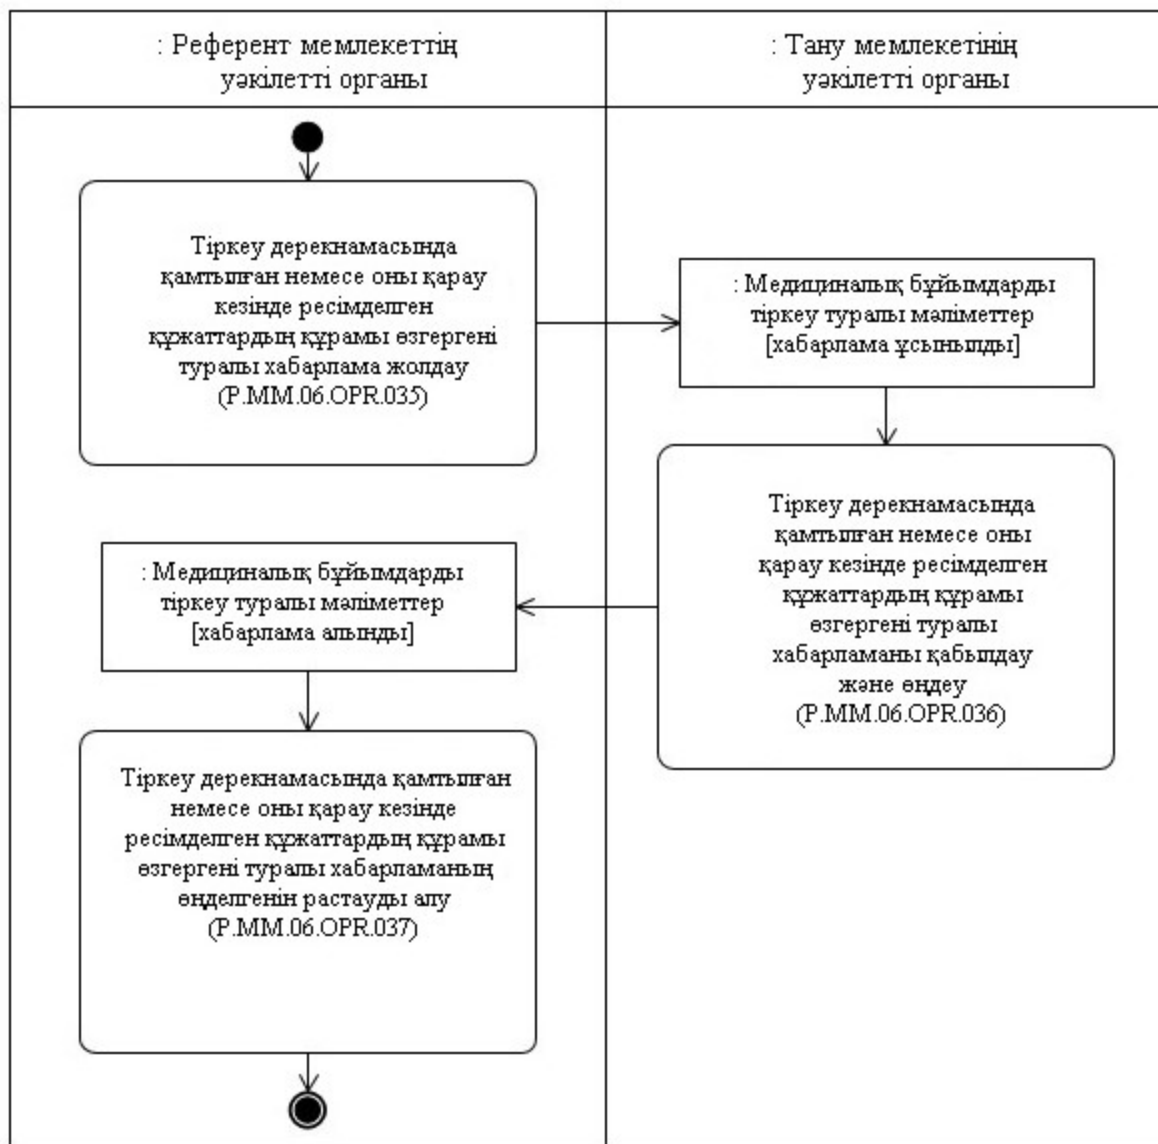 : Референт мемлекеттің
уәкілетті органы
: Тану мемлекетінің
уәкілетті органы
Тіркеу дерекнамасында
қамтылған немесе оны қарау
кезінде ресімделген
құжаттардың құрамы өзгергені
туралы хабарлама жолдау
(P.MM.06.OPR.035)
: Медициналық бұйымдарды
тіркеу туралы мәліметтер
[хабарлама ұсынылды]
Тіркеу дерекнамасында
қамтылған немесе оны
қарау кезінде ресімделген
құжаттардың құрамы
өзгергені туралы
хабарламаны қабылдау
және өңдеу
(P.MM.06.OPR.036)
: Медициналық бұйымдарды
тіркеу туралы мәліметтер
[хабарлама алынды]
Тіркеу дерекнамасында қамтылған
немесе оны қарау кезінде
ресімделген құжаттардың құрамы
өзгергені туралы хабарламаның
өңделгенін растауды алу
(P.MM.06.OPR.037)